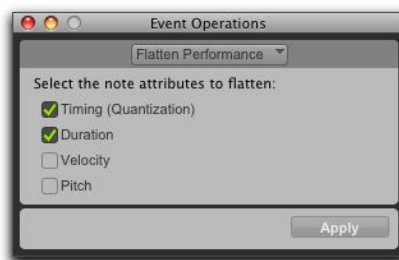 Event Operations
Flatten Performance
Select the note attributes to flatten:
Timing (Quantization)
Duration
Velocity
Pitch
Apply